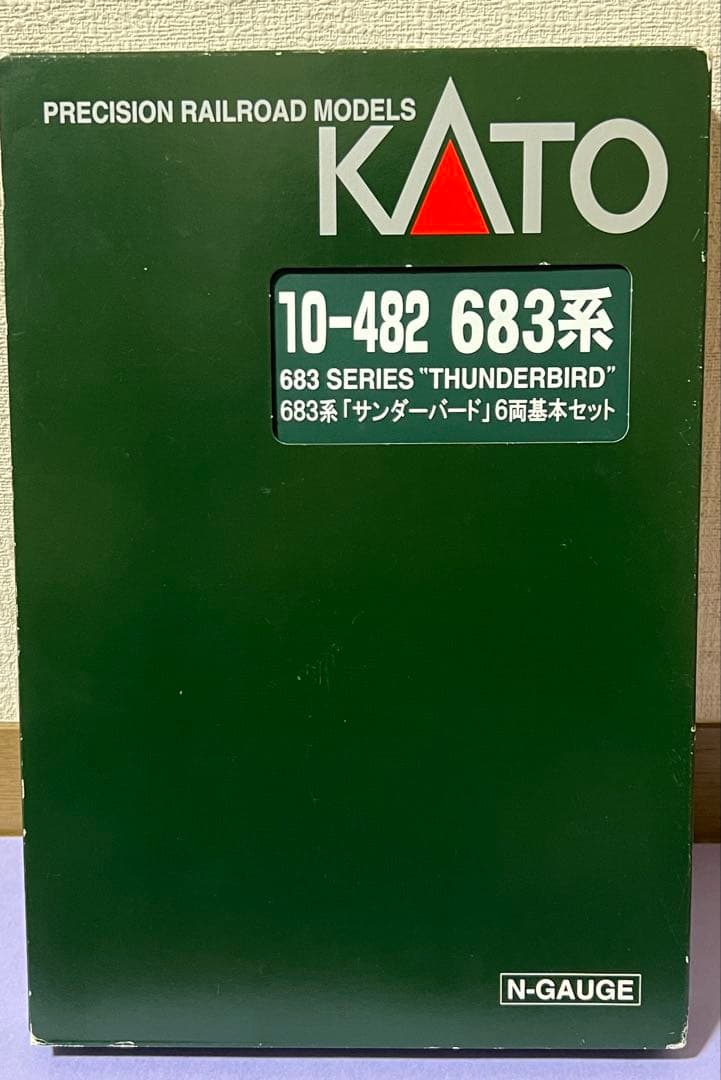 PRECISION RAILROAD MODELS
KATO
10-482 683系
683 SERIES "THUNDERBIRD"
683系「サンダーバード」6両基本セット
N-GAUGE